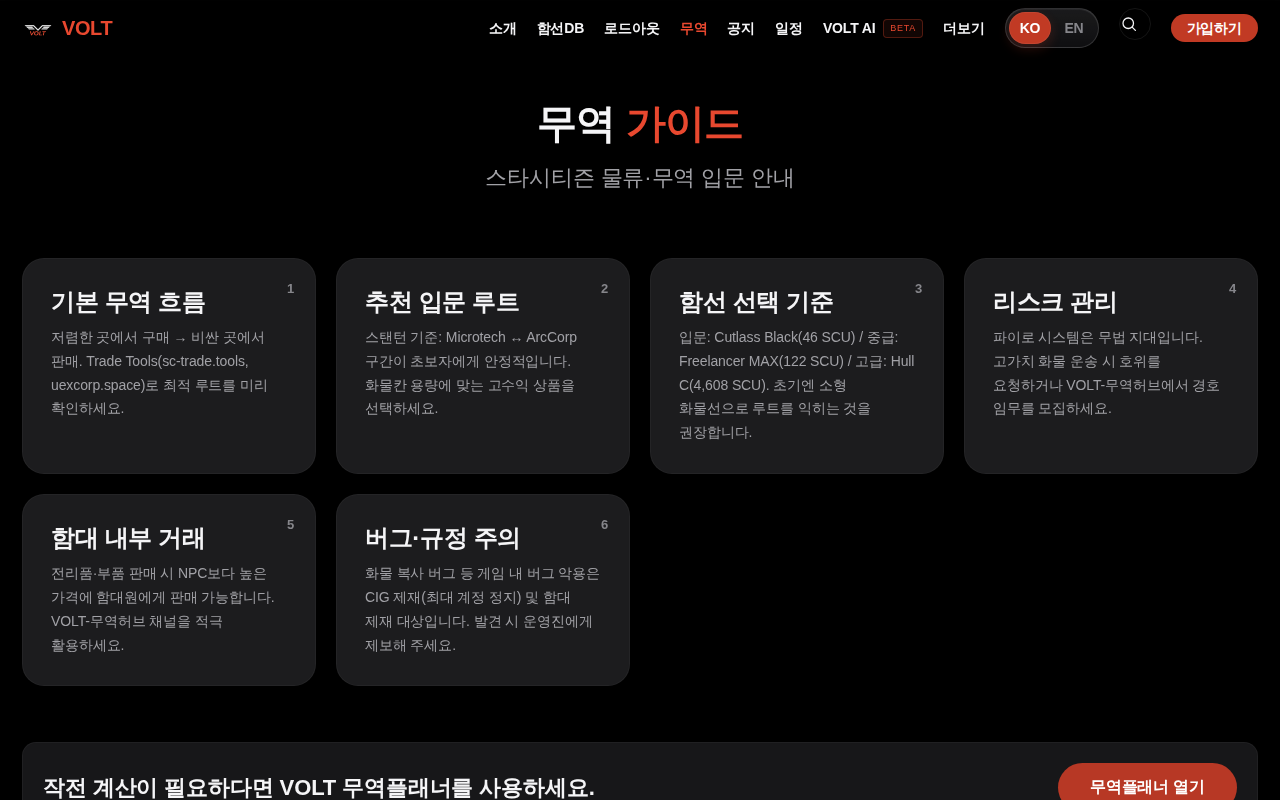 VOLT VOLT 소개 함선DB 로드아웃 무역 공지 일정 VOLT AI BETA 더보기 KO EN 가입하기
무역 가이드
스타시티즌 물류·무역 입문 안내
기본 무역 흐름 1
저렴한 곳에서 구매 → 비싼 곳에서
판매. Trade Tools(sc-trade.tools,
uexcorp.space)로 최적 루트를 미리
확인하세요.
추천 입문 루트 2
스탠턴 기준: Microtech ↔ ArcCorp
구간이 초보자에게 안정적입니다.
화물칸 용량에 맞는 고수익 상품을
선택하세요.
함선 선택 기준 3
입문: Cutlass Black(46 SCU) / 중급:
Freelancer MAX(122 SCU) / 고급: Hull
C(4,608 SCU). 초기엔 소형
화물선으로 루트를 익히는 것을
권장합니다.
리스크 관리 4
파이로 시스템은 무법 지대입니다.
고가치 화물 운송 시 호위를
요청하거나 VOLT-무역허브에서 경호
임무를 모집하세요.
함대 내부 거래 5
전리품·부품 판매 시 NPC보다 높은
가격에 함대원에게 판매 가능합니다.
VOLT-무역허브 채널을 적극
활용하세요.
버그·규정 주의 6
화물 복사 버그 등 게임 내 버그 악용은
CIG 제재(최대 계정 정지) 및 함대
제재 대상입니다. 발견 시 운영진에게
제보해 주세요.
작전 계산이 필요하다면 VOLT 무역플래너를 사용하세요. 무역플래너 열기